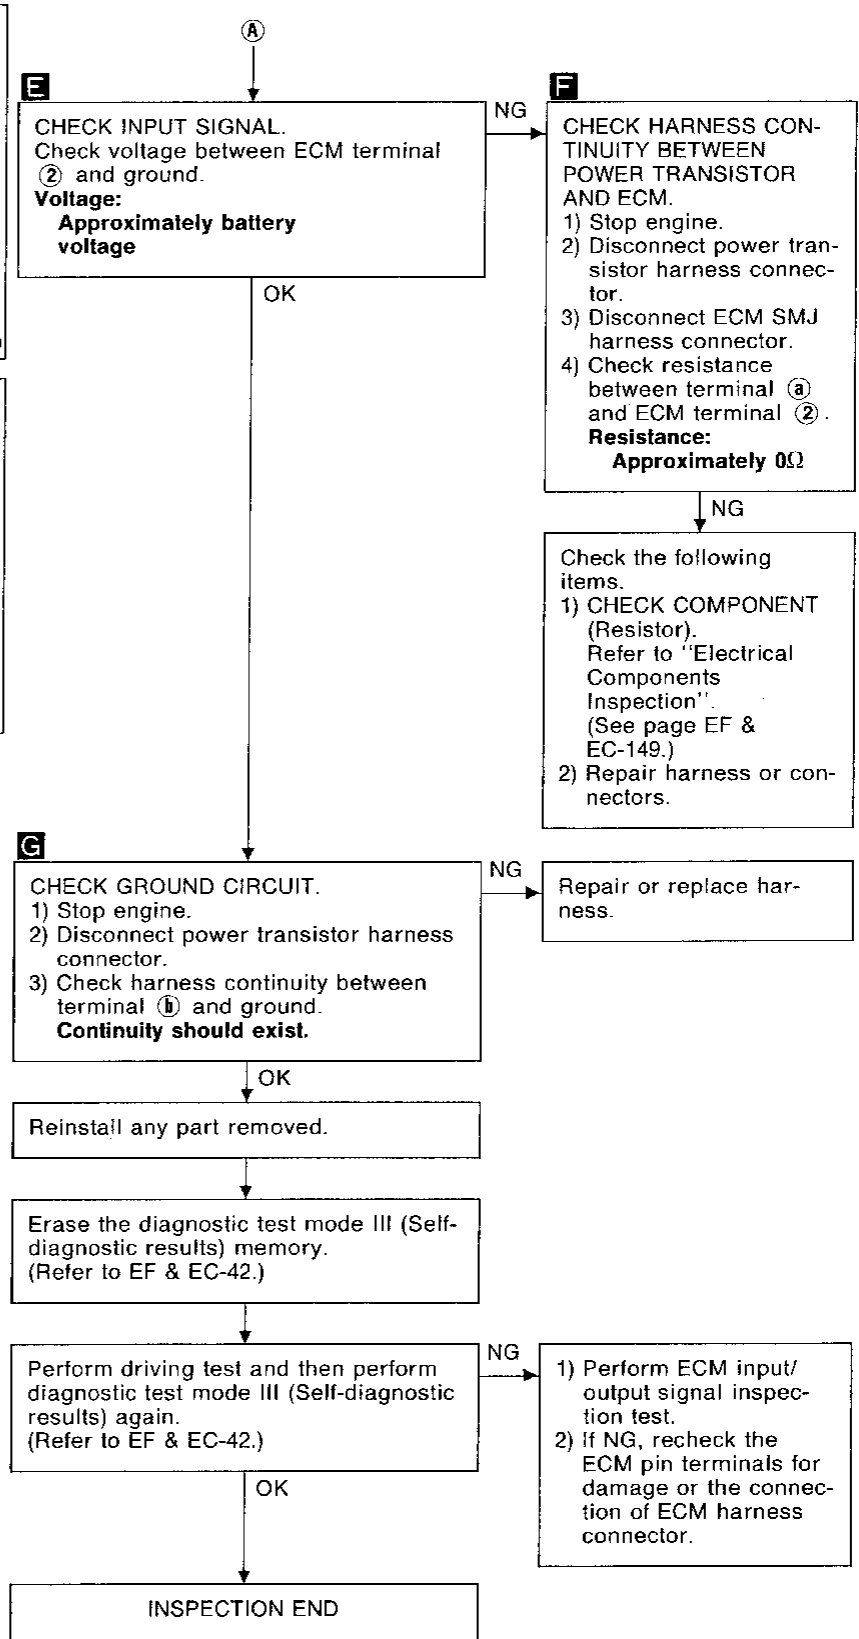 Ⓐ
E
CHECK INPUT SIGNAL.
Check voltage between ECM terminal
② and ground.
Voltage:
Approximately battery
voltage
NG
OK
F
CHECK HARNESS CON-
TINUITY BETWEEN
POWER TRANSISTOR
AND ECM.
1) Stop engine.
2) Disconnect power tran-
sistor harness connec-
tor.
3) Disconnect ECM SMJ
harness connector.
4) Check resistance
between terminal ⓐ
and ECM terminal ②.
Resistance:
Approximately 0Ω
NG
Check the following
items.
1) CHECK COMPONENT
(Resistor).
Refer to "Electrical
Components
Inspection".
(See page EF &
EC-149.)
2) Repair harness or con-
nectors.
G
CHECK GROUND CIRCUIT.
1) Stop engine.
2) Disconnect power transistor harness
connector.
3) Check harness continuity between
terminal ⓑ and ground.
Continuity should exist.
NG
Repair or replace har-
ness.
OK
Reinstall any part removed.
Erase the diagnostic test mode III (Self-
diagnostic results) memory.
(Refer to EF & EC-42.)
Perform driving test and then perform
diagnostic test mode III (Self-diagnostic
results) again.
(Refer to EF & EC-42.)
NG
1) Perform ECM input/
output signal inspec-
tion test.
2) If NG, recheck the
ECM pin terminals for
damage or the connec-
tion of ECM harness
connector.
OK
INSPECTION END